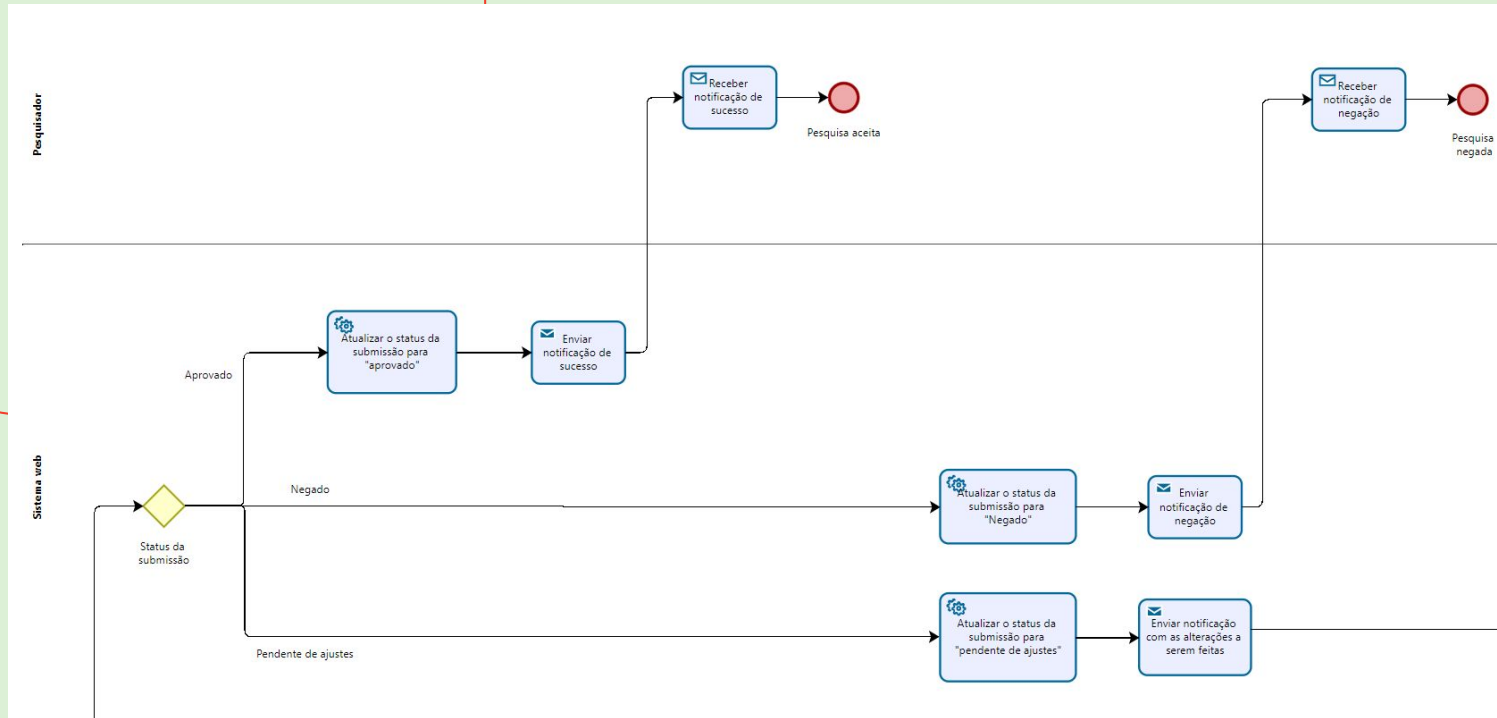 Pesquisador
Receber
notificação de
sucesso
Pesquisa aceita
Receber
notificação de
negação
Pesquisa
negada
Sistema web
Aprovado
Atualizar o status da
submissão para
"aprovado"
Enviar
notificação de
sucesso
Status da
submissão
Negado
Atualizar o status da
submissão para
"Negado"
Enviar
notificação de
negação
Pendente de ajustes
Atualizar o status da
submissão para
"pendente de ajustes"
Enviar notificação
com as alterações a
serem feitas